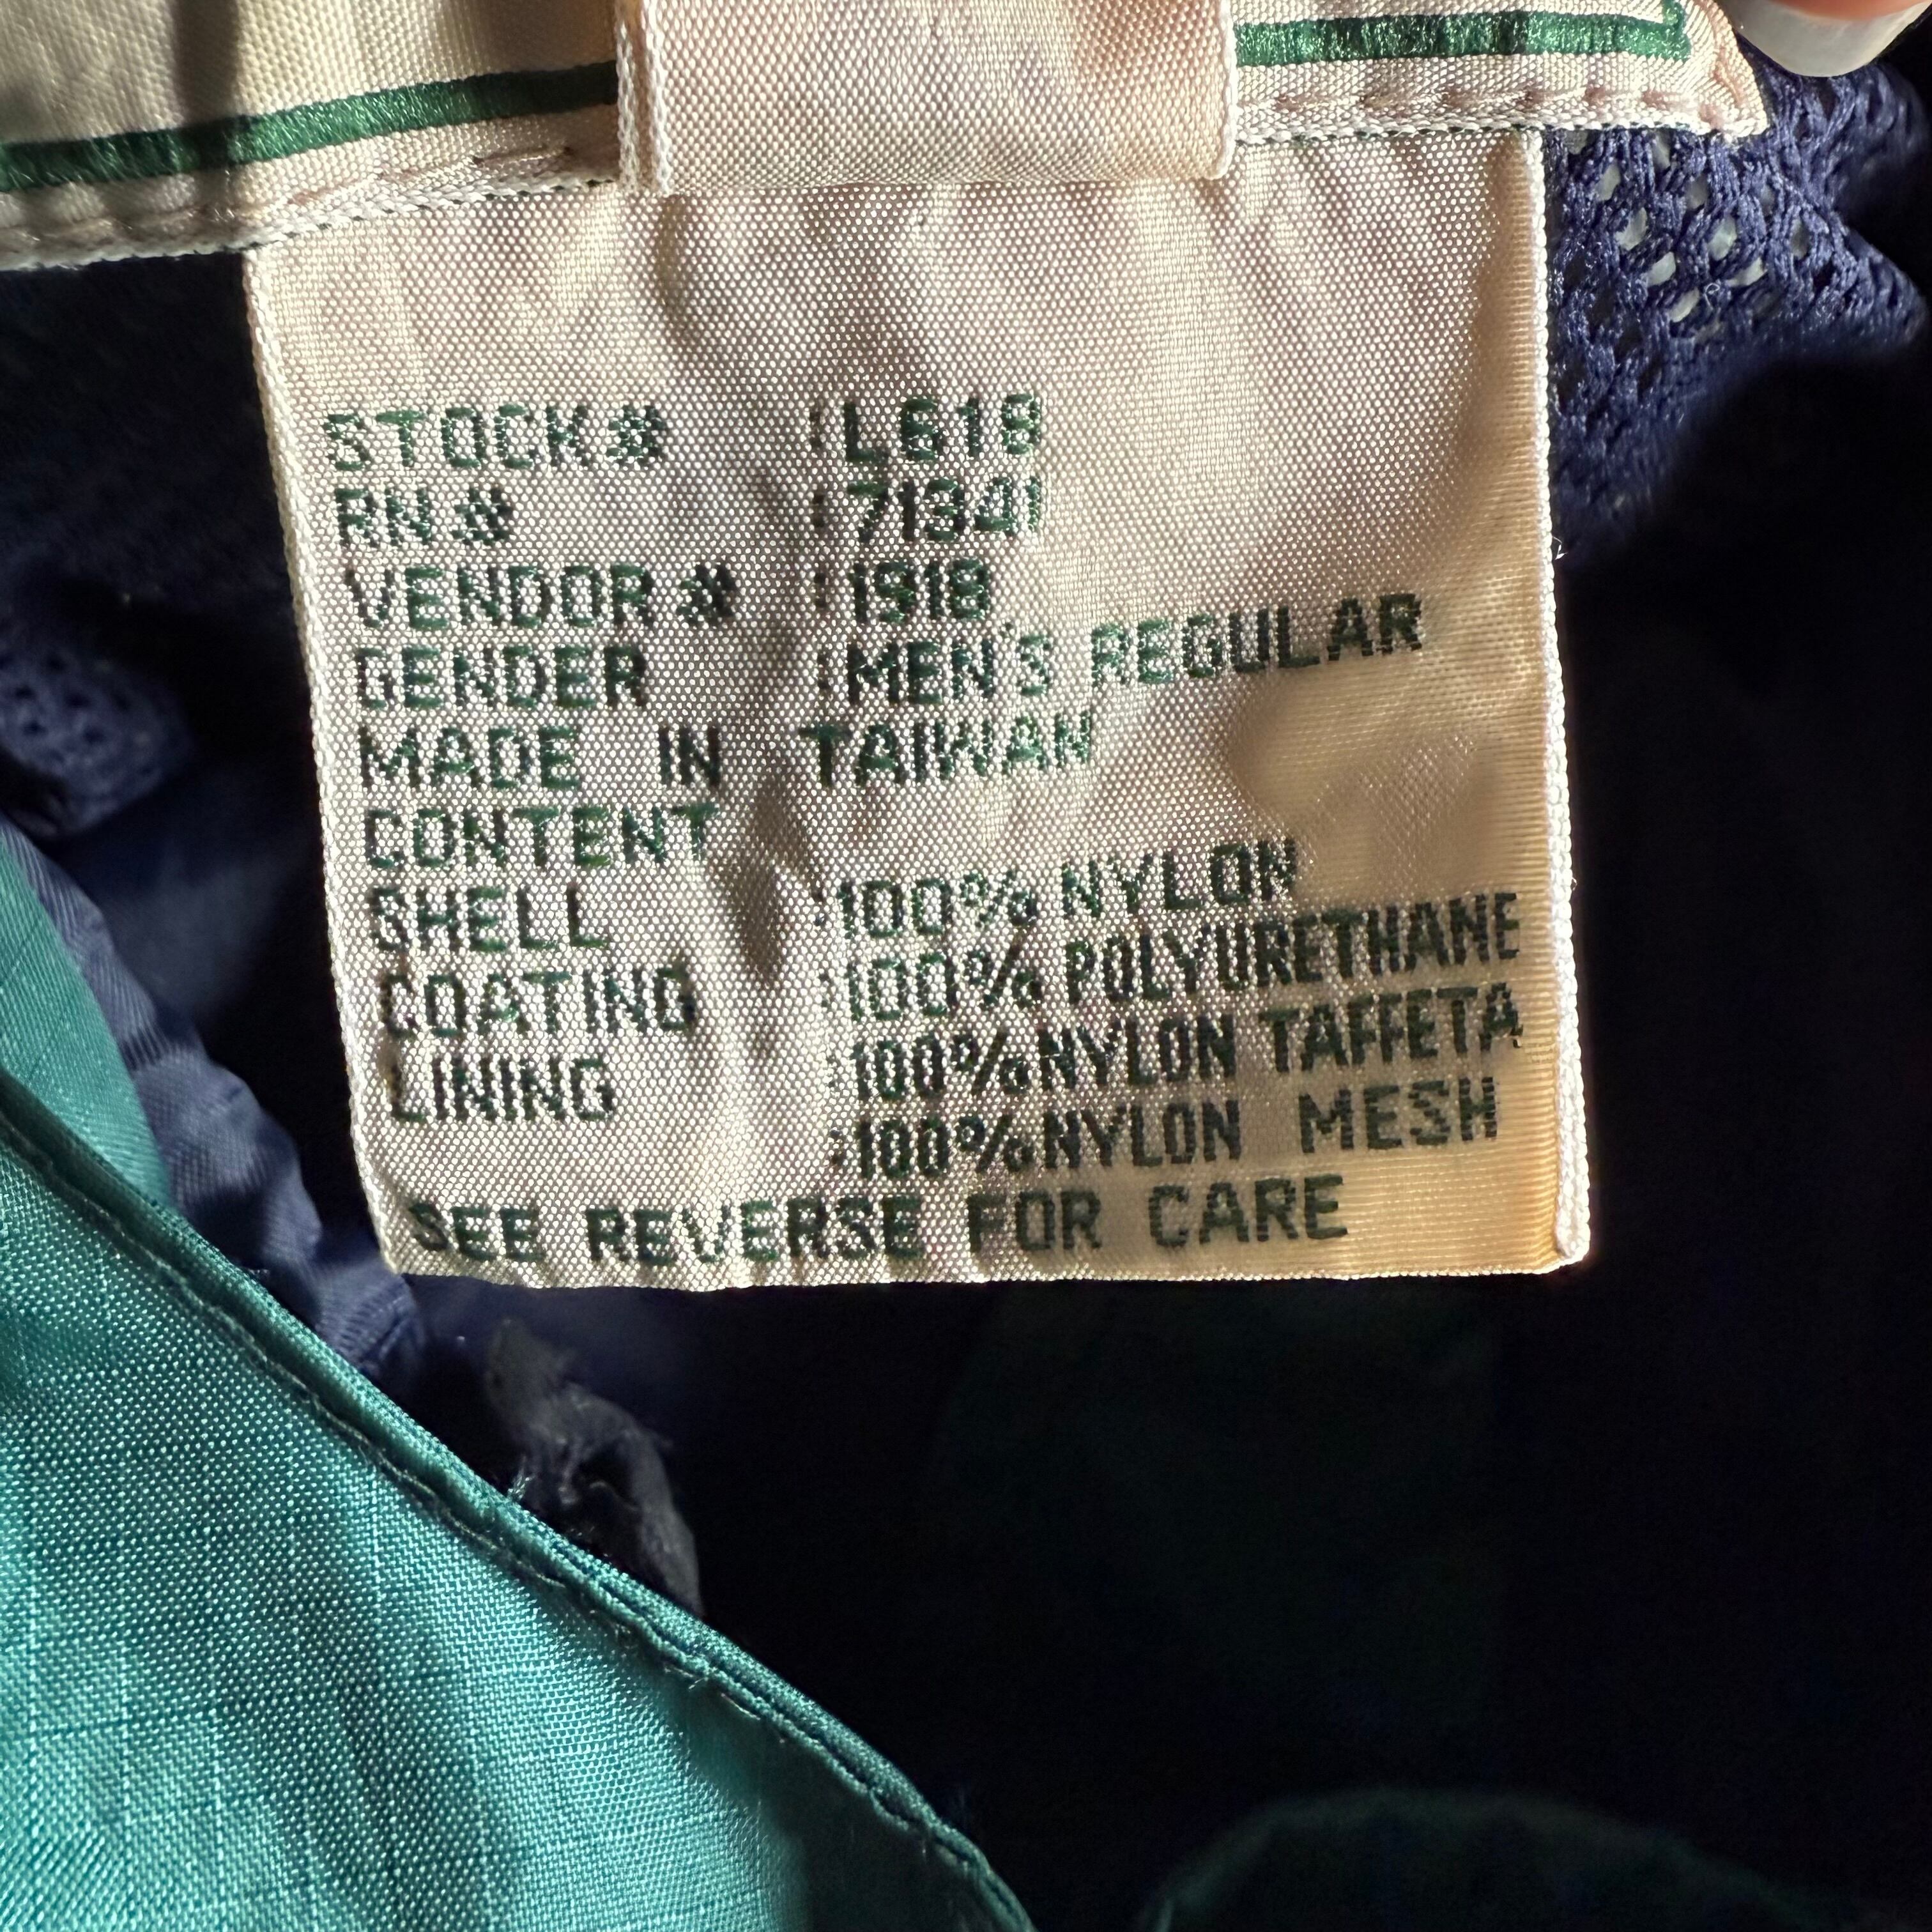 STOCK# :L618
RN# :71341
VENDOR# :1918
GENDER :MEN'S REGULAR
MADE IN TAIWAN
CONTENT
SHELL :100% NYLON
COATING :100% POLYURETHANE
LINING :100% NYLON TAFFETA
:100% NYLON MESH
SEE REVERSE FOR CARE